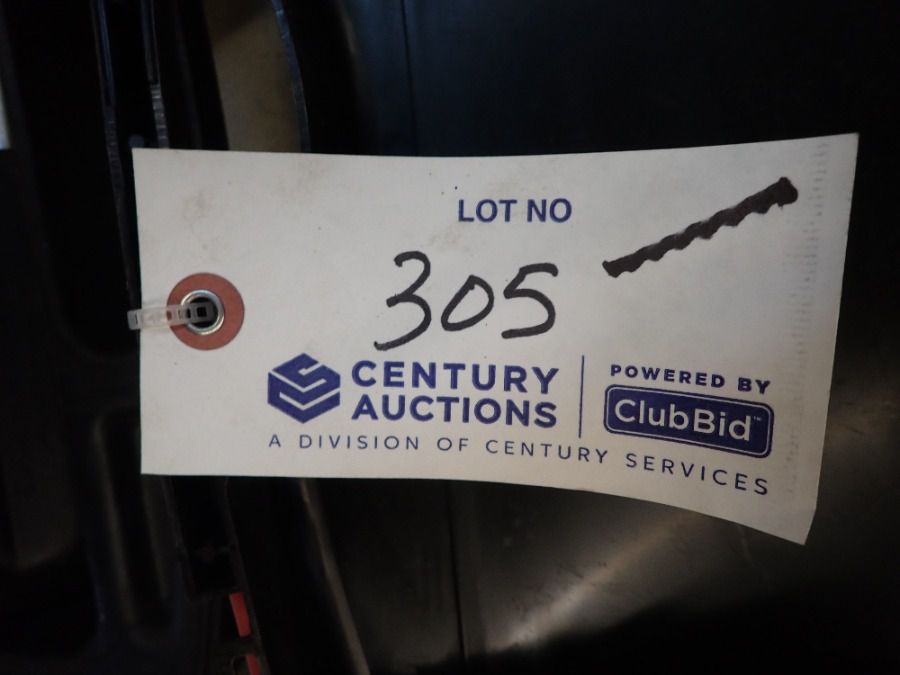 LOT NO
305
CENTURY
AUCTIONS
A DIVISION OF CENTURY SERVICES
POWERED BY
ClubBid™